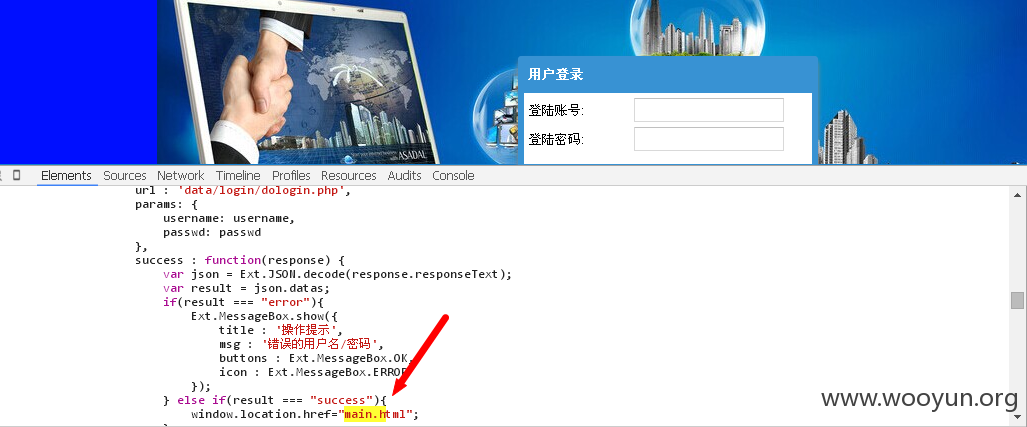 ASADAL
用户登录
登陆账号:
登陆密码:
Elements Sources Network Timeline Profiles Resources Audits Console
url : 'data/login/dologin.php',
params: {
username: username,
passwd: passwd
},
success : function(response) {
var json = Ext.JSON.decode(response.responseText);
var result = json.datas;
if(result === "error"){
Ext.MessageBox.show({
title : '操作提示',
msg : '错误的用户名/密码',
buttons : Ext.MessageBox.OK,
icon : Ext.MessageBox.ERROR
});
} else if(result === "success"){
window.location.href="main.html";
www.wooyun.org